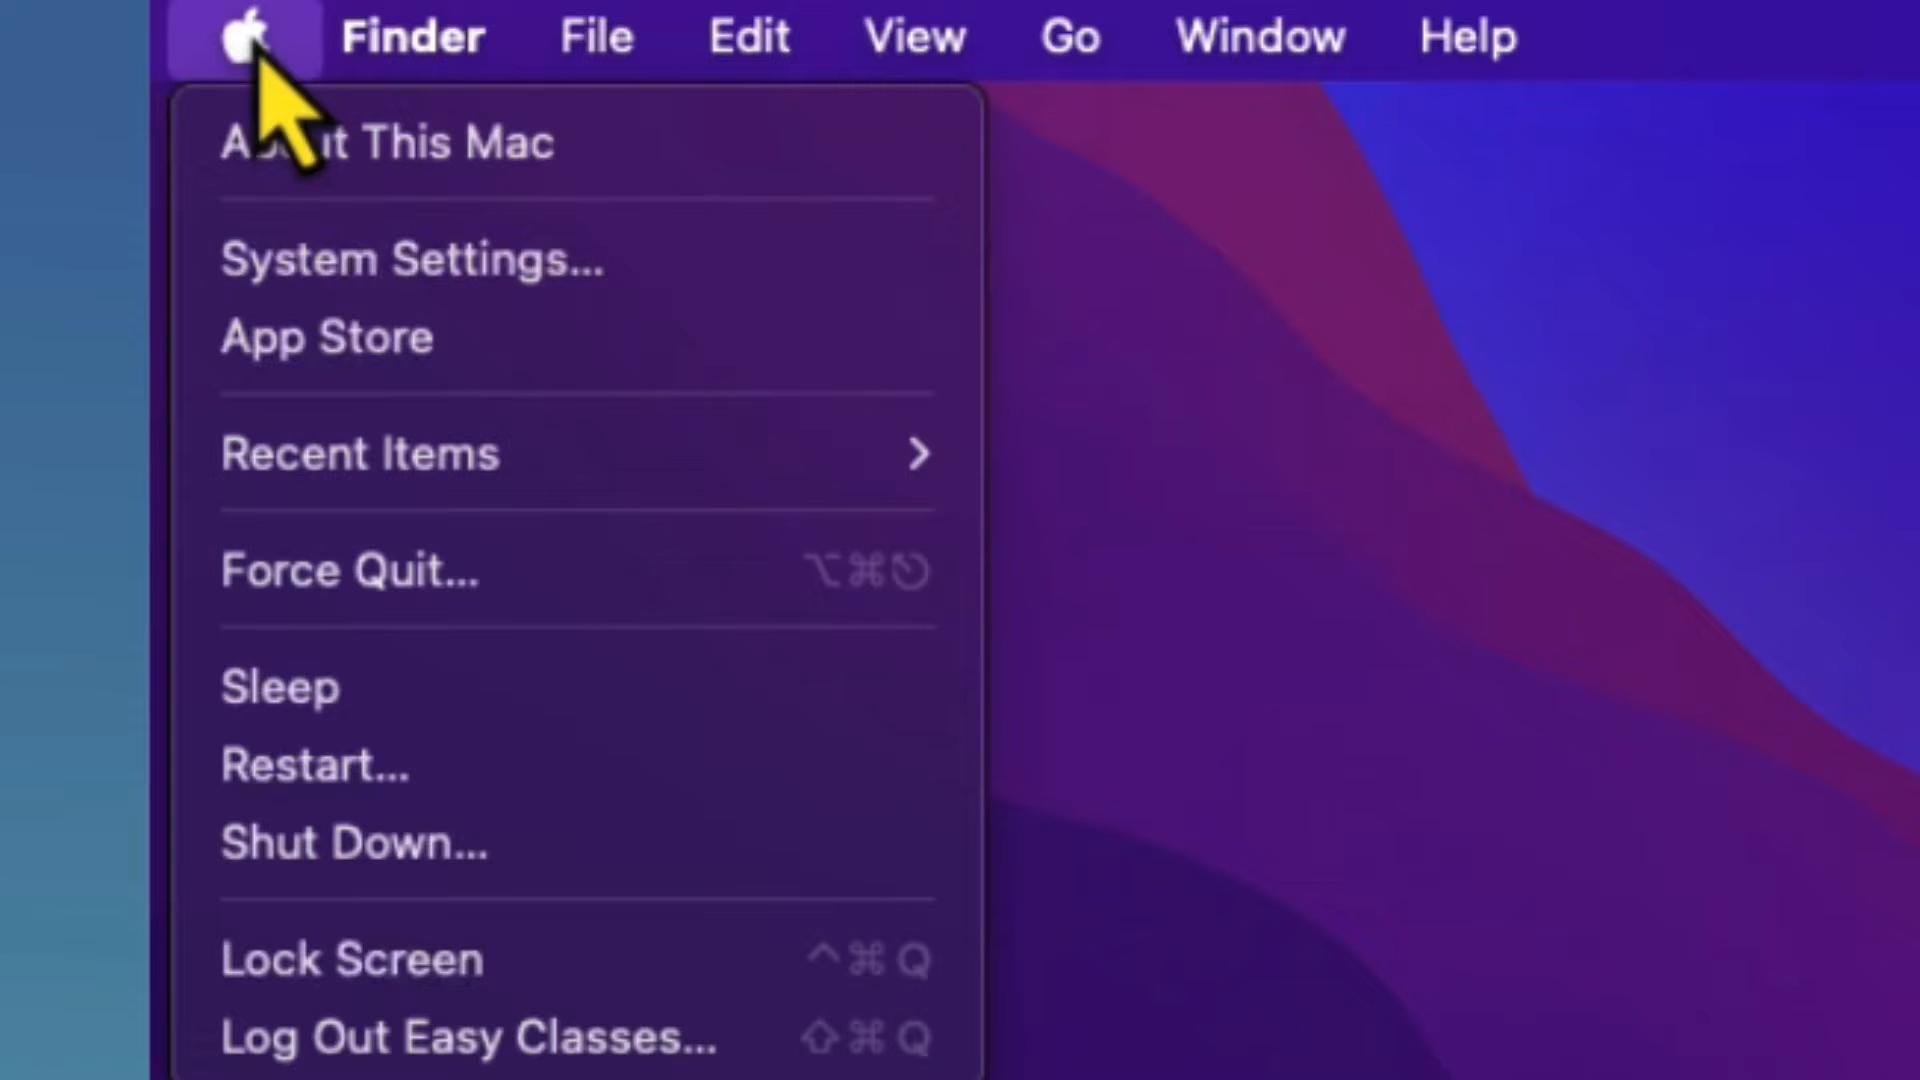 Finder File Edit View Go Window Help
About This Mac
System Settings...
App Store
Recent Items
Force Quit... ⌥⌘⎋
Sleep
Restart...
Shut Down...
Lock Screen ^⌘Q
Log Out Easy Classes... ⇧⌘Q